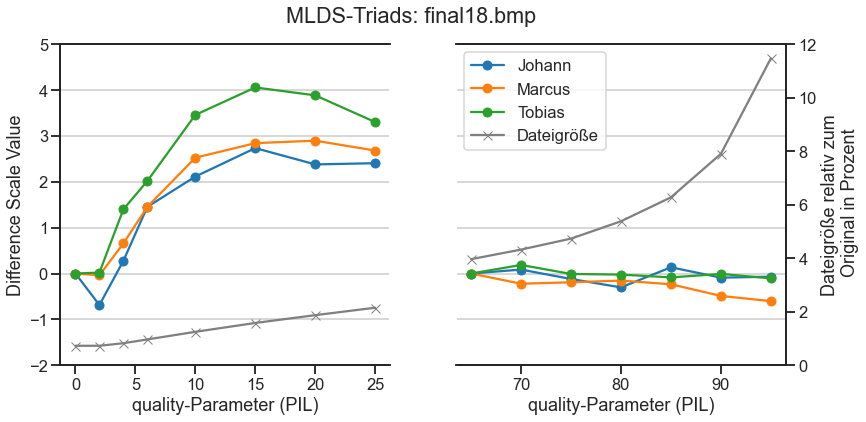 MLDS-Triads: final18.bmp
Difference Scale Value
5
4
3
2
1
0
−1
−2
0 5 10 15 20 25
quality-Parameter (PIL)
Johann
Marcus
Tobias
Dateigröße
70 80 90
quality-Parameter (PIL)
12
10
8
6
4
2
0
Dateigröße relativ zum
Original in Prozent